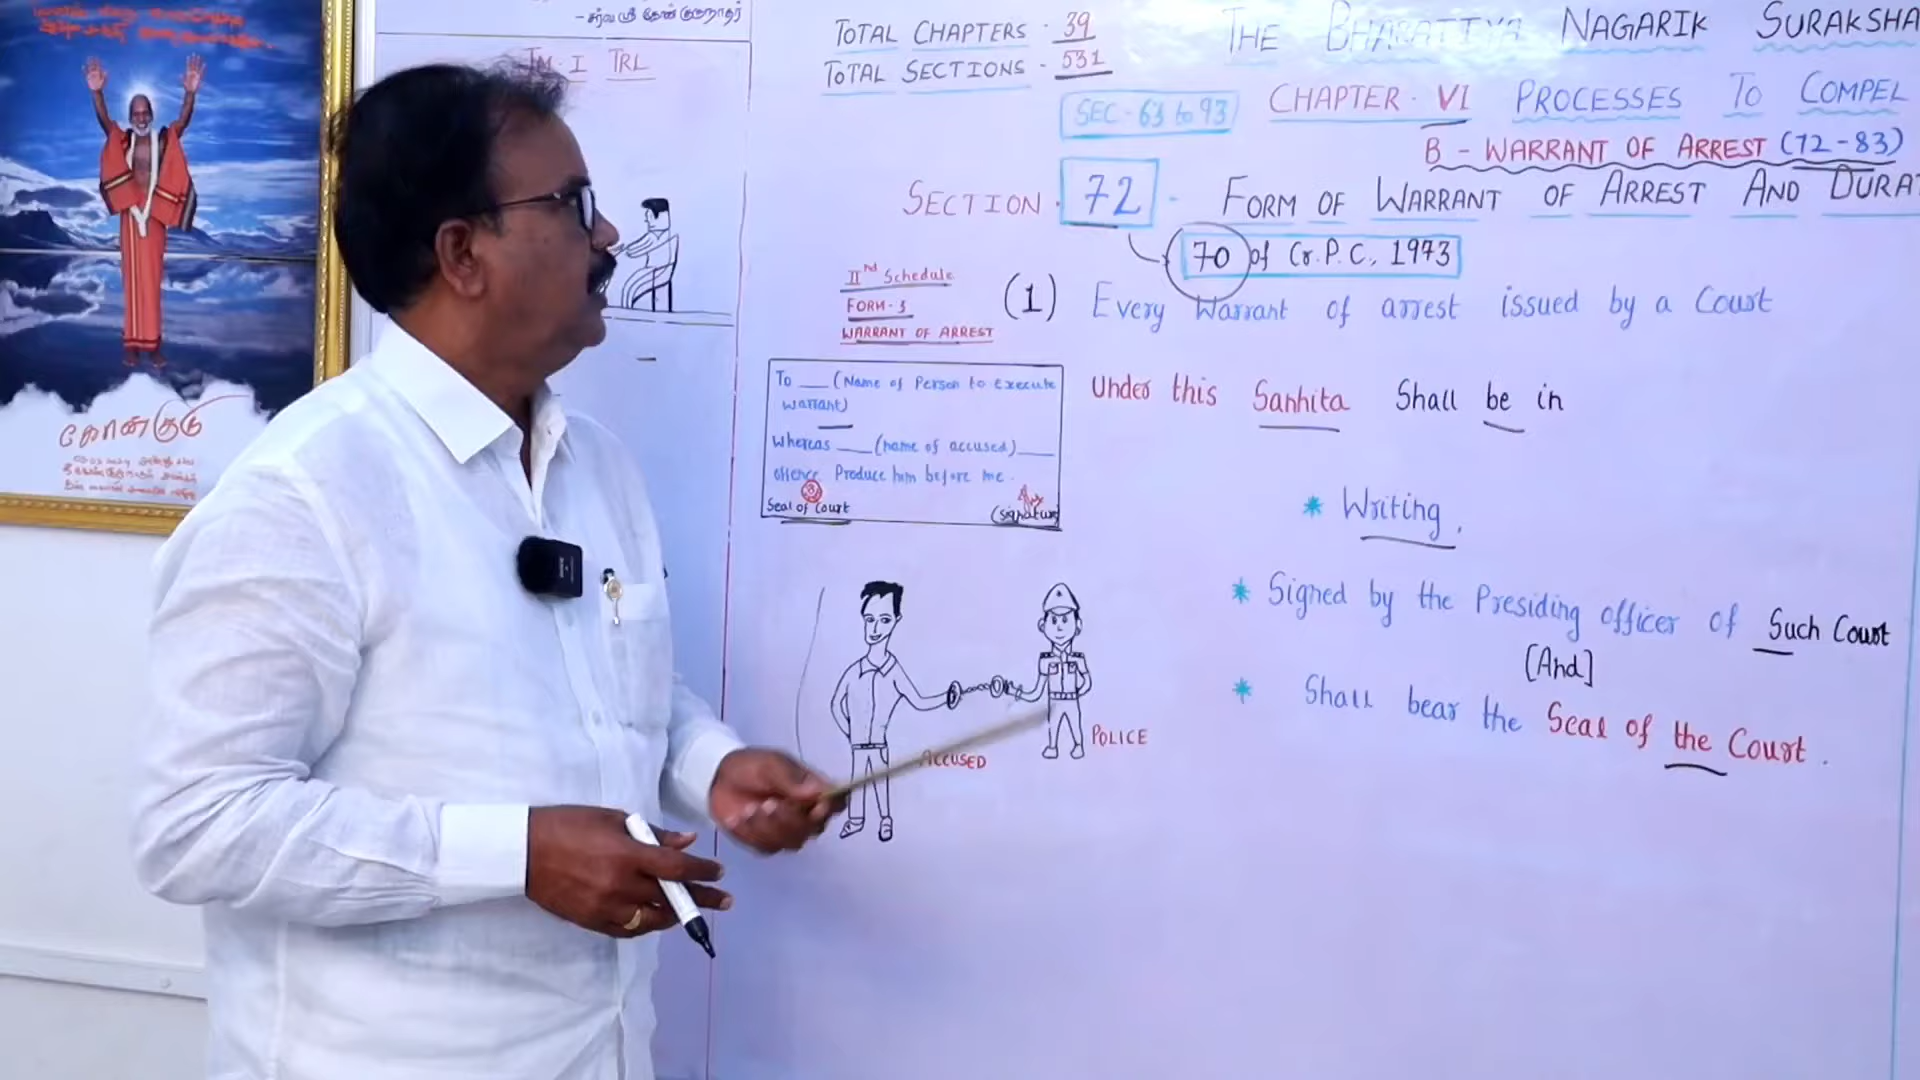 - சர்வ ஸ்ரீ தேண் குருநாதர்
JM - I TRL
TOTAL CHAPTERS - 39
TOTAL SECTIONS - 531
THE BHARATIYA NAGARIK SURAKSHA
SEC - 63 to 93
CHAPTER - VI PROCESSES TO COMPEL
B - WARRANT OF ARREST (72-83)
SECTION - 72 - FORM OF WARRANT OF ARREST AND DURAT
70 of Cr.P.C., 1973
IInd Schedule
FORM - 3
WARRANT OF ARREST
To ___ (Name of Person to Execute
warrant)
Whereas ___ (name of accused) ___
offence. Produce him before me.
Seal of Court
(signature
(1) Every Warrant of arrest issued by a Court
Under this Sanhita Shall be in
* Writing.
* Signed by the Presiding officer of Such Court
[And]
* Shall bear the Seal of the Court.
ACCUSED
POLICE